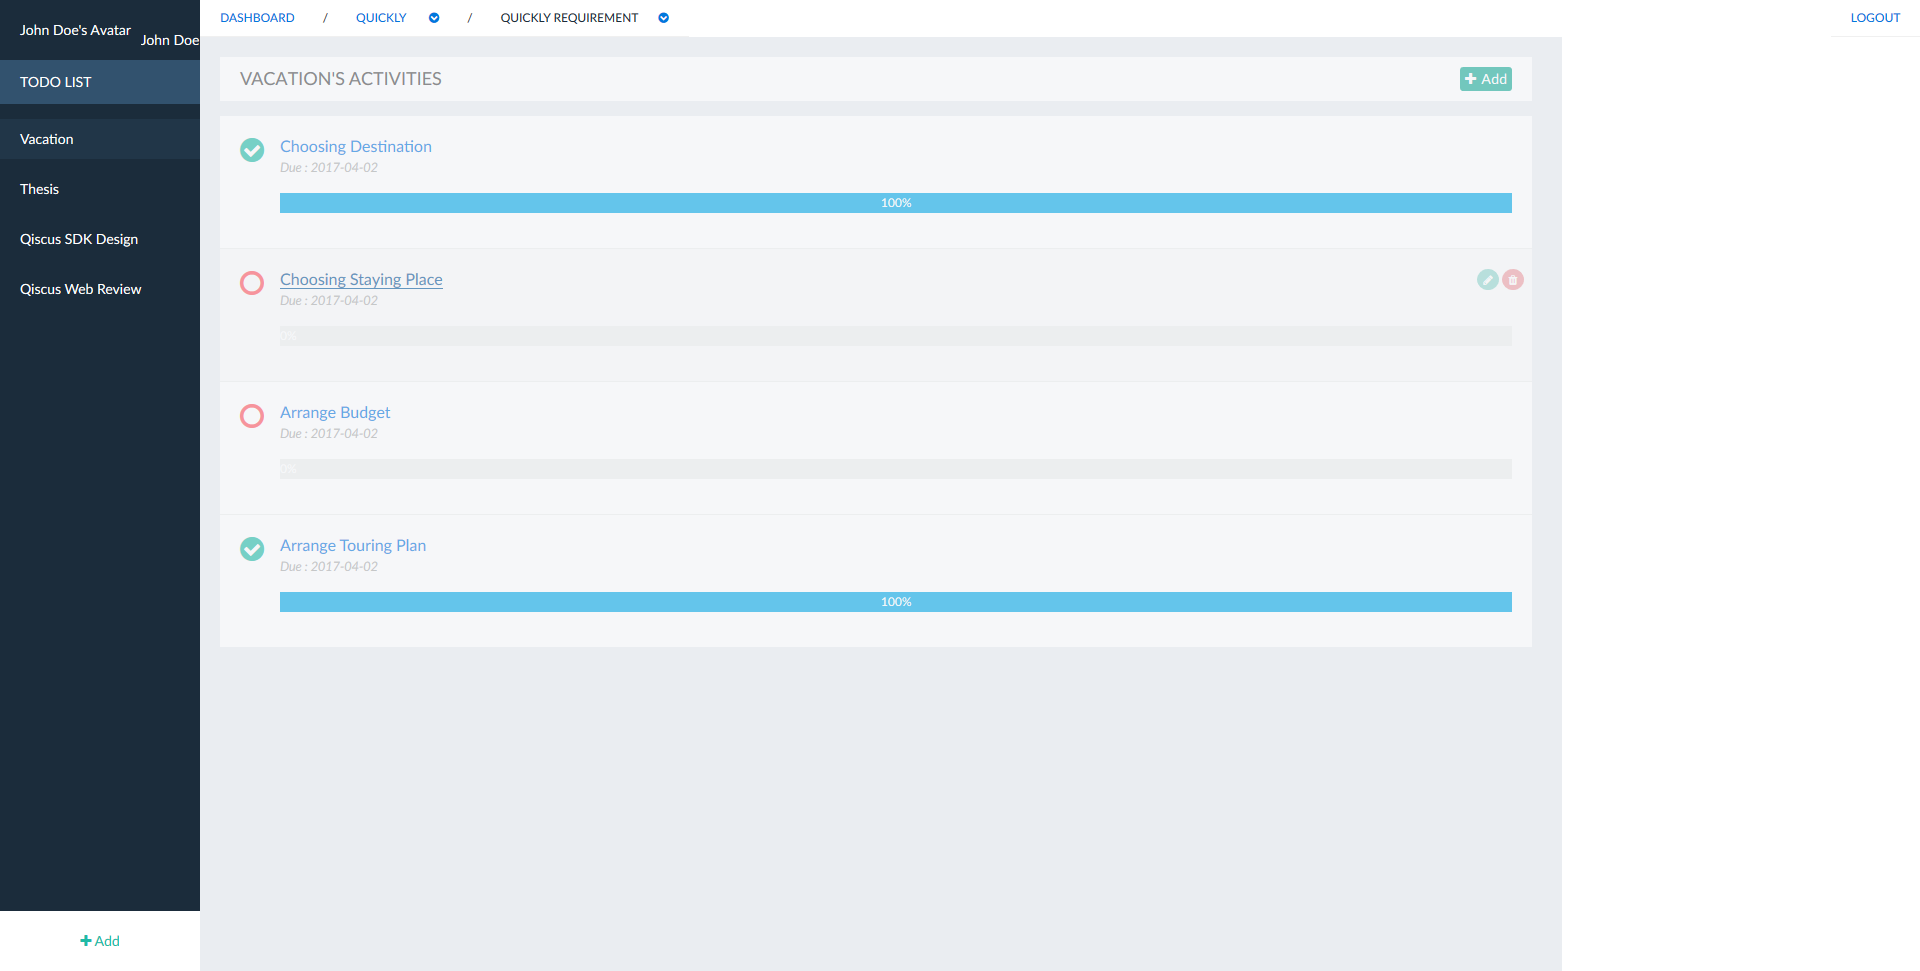 John Doe's Avatar
John Doe
TODO LIST
Vacation
Thesis
Qiscus SDK Design
Qiscus Web Review
+ Add
DASHBOARD / QUICKLY / QUICKLY REQUIREMENT
LOGOUT
VACATION'S ACTIVITIES
+ Add
Choosing Destination
Due : 2017-04-02
100%
Choosing Staying Place
Due : 2017-04-02
0%
Arrange Budget
Due : 2017-04-02
0%
Arrange Touring Plan
Due : 2017-04-02
100%